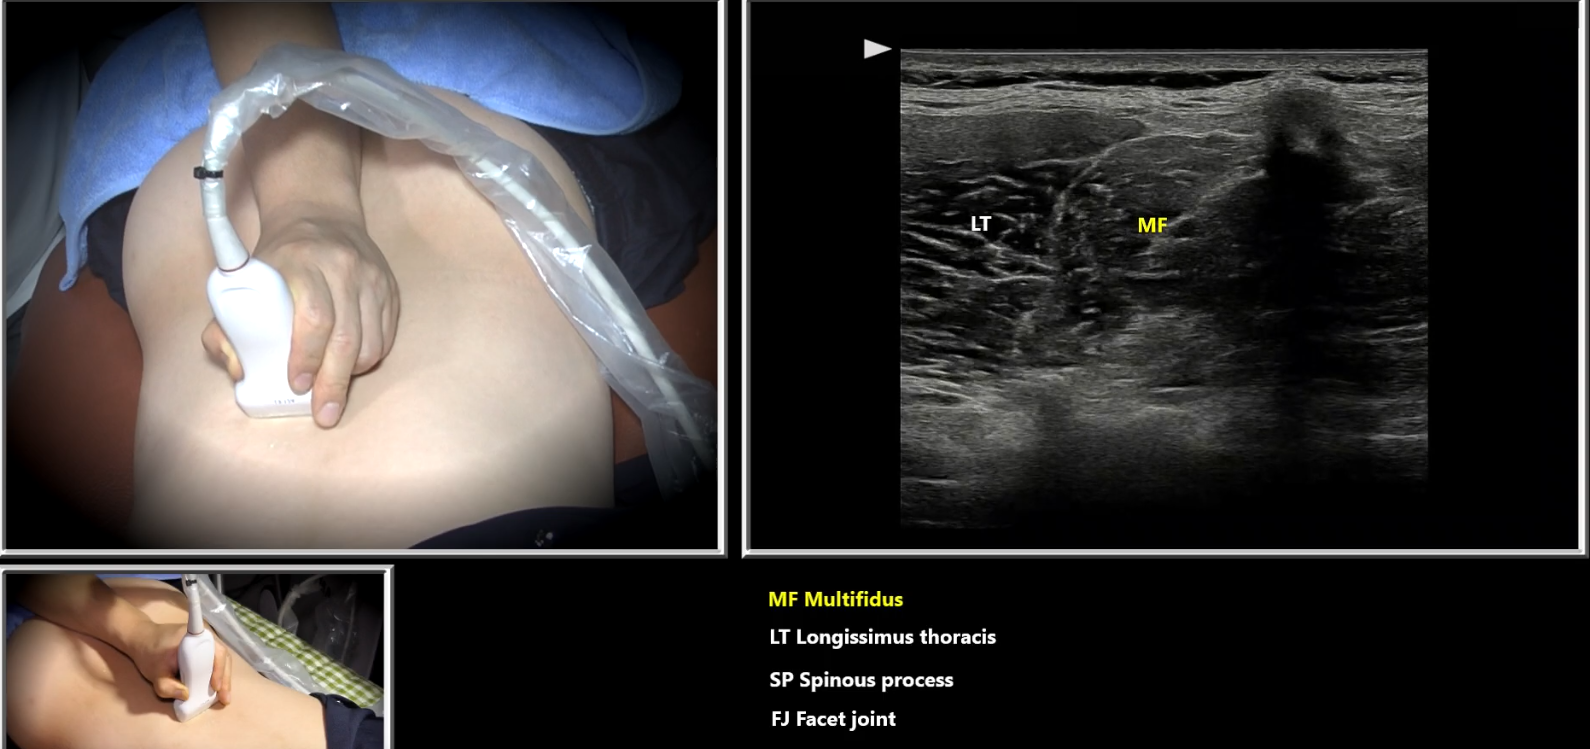 LT
MF
MF Multifidus
LT Longissimus thoracis
SP Spinous process
FJ Facet joint